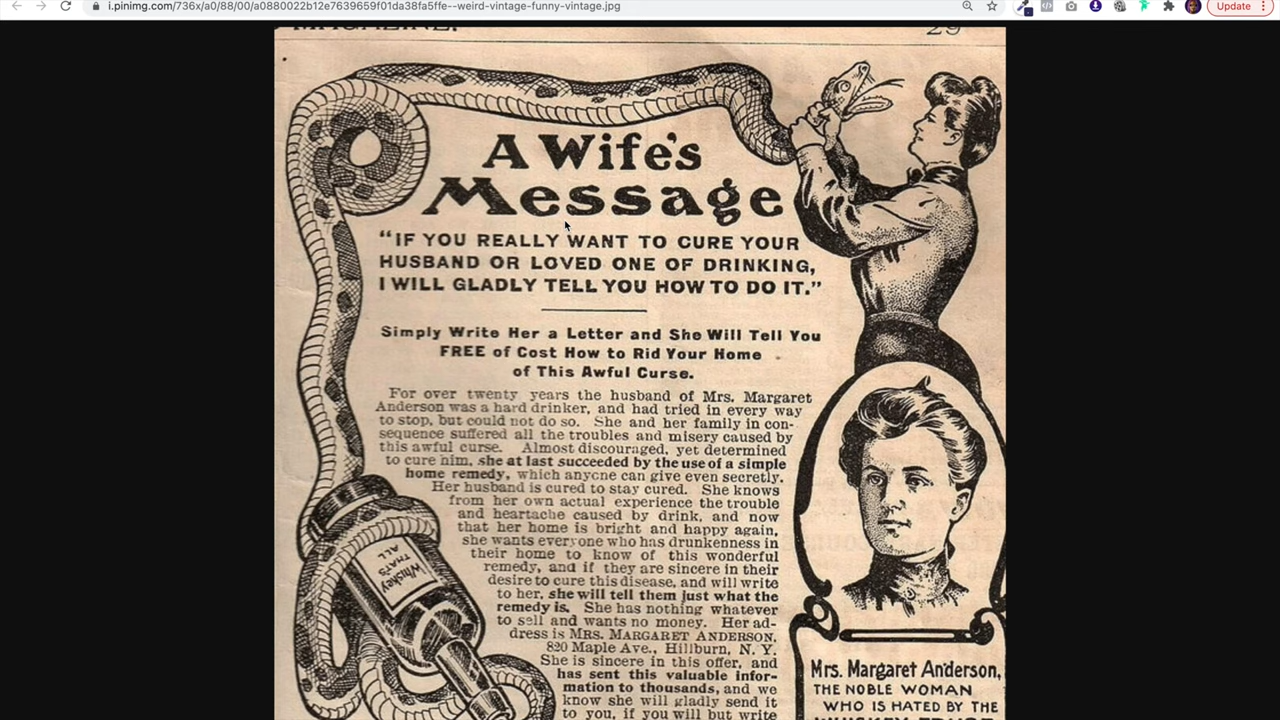 i.pinimg.com/736x/a0/88/00/a0880022b12e7639659f01da38fa5ffe--weird-vintage-funny-vintage.jpg
Update
MAGAZINE.
29
A Wife's
Message
“IF YOU REALLY WANT TO CURE YOUR
HUSBAND OR LOVED ONE OF DRINKING,
I WILL GLADLY TELL YOU HOW TO DO IT.”
Simply Write Her a Letter and She Will Tell You
FREE of Cost How to Rid Your Home
of This Awful Curse.
For over twenty years the husband of Mrs. Margaret
Anderson was a hard drinker, and had tried in every way
to stop, but could not do so. She and her family in con-
sequence suffered all the troubles and misery caused by
this awful curse. Almost discouraged, yet determined
to cure him, she at last succeeded by the use of a simple
home remedy, which anyone can give even secretly.
Her husband is cured to stay cured. She knows
from her own actual experience the trouble
and heartache caused by drink, and now
that her home is bright and happy again,
she wants everyone who has drunkenness in
their home to know of this wonderful
remedy, and if they are sincere in their
desire to cure this disease, and will write
to her, she will tell them just what the
remedy is. She has nothing whatever
to sell and wants no money. Her ad-
dress is MRS. MARGARET ANDERSON,
820 Maple Ave., Hillburn, N. Y.
She is sincere in this offer, and
has sent this valuable infor-
mation to thousands, and we
know she will gladly send it
to you, if you will but write
Whiskey
THAT'S
ALL
Mrs. Margaret Anderson,
THE NOBLE WOMAN
WHO IS HATED BY THE
WHISKEY TRUST